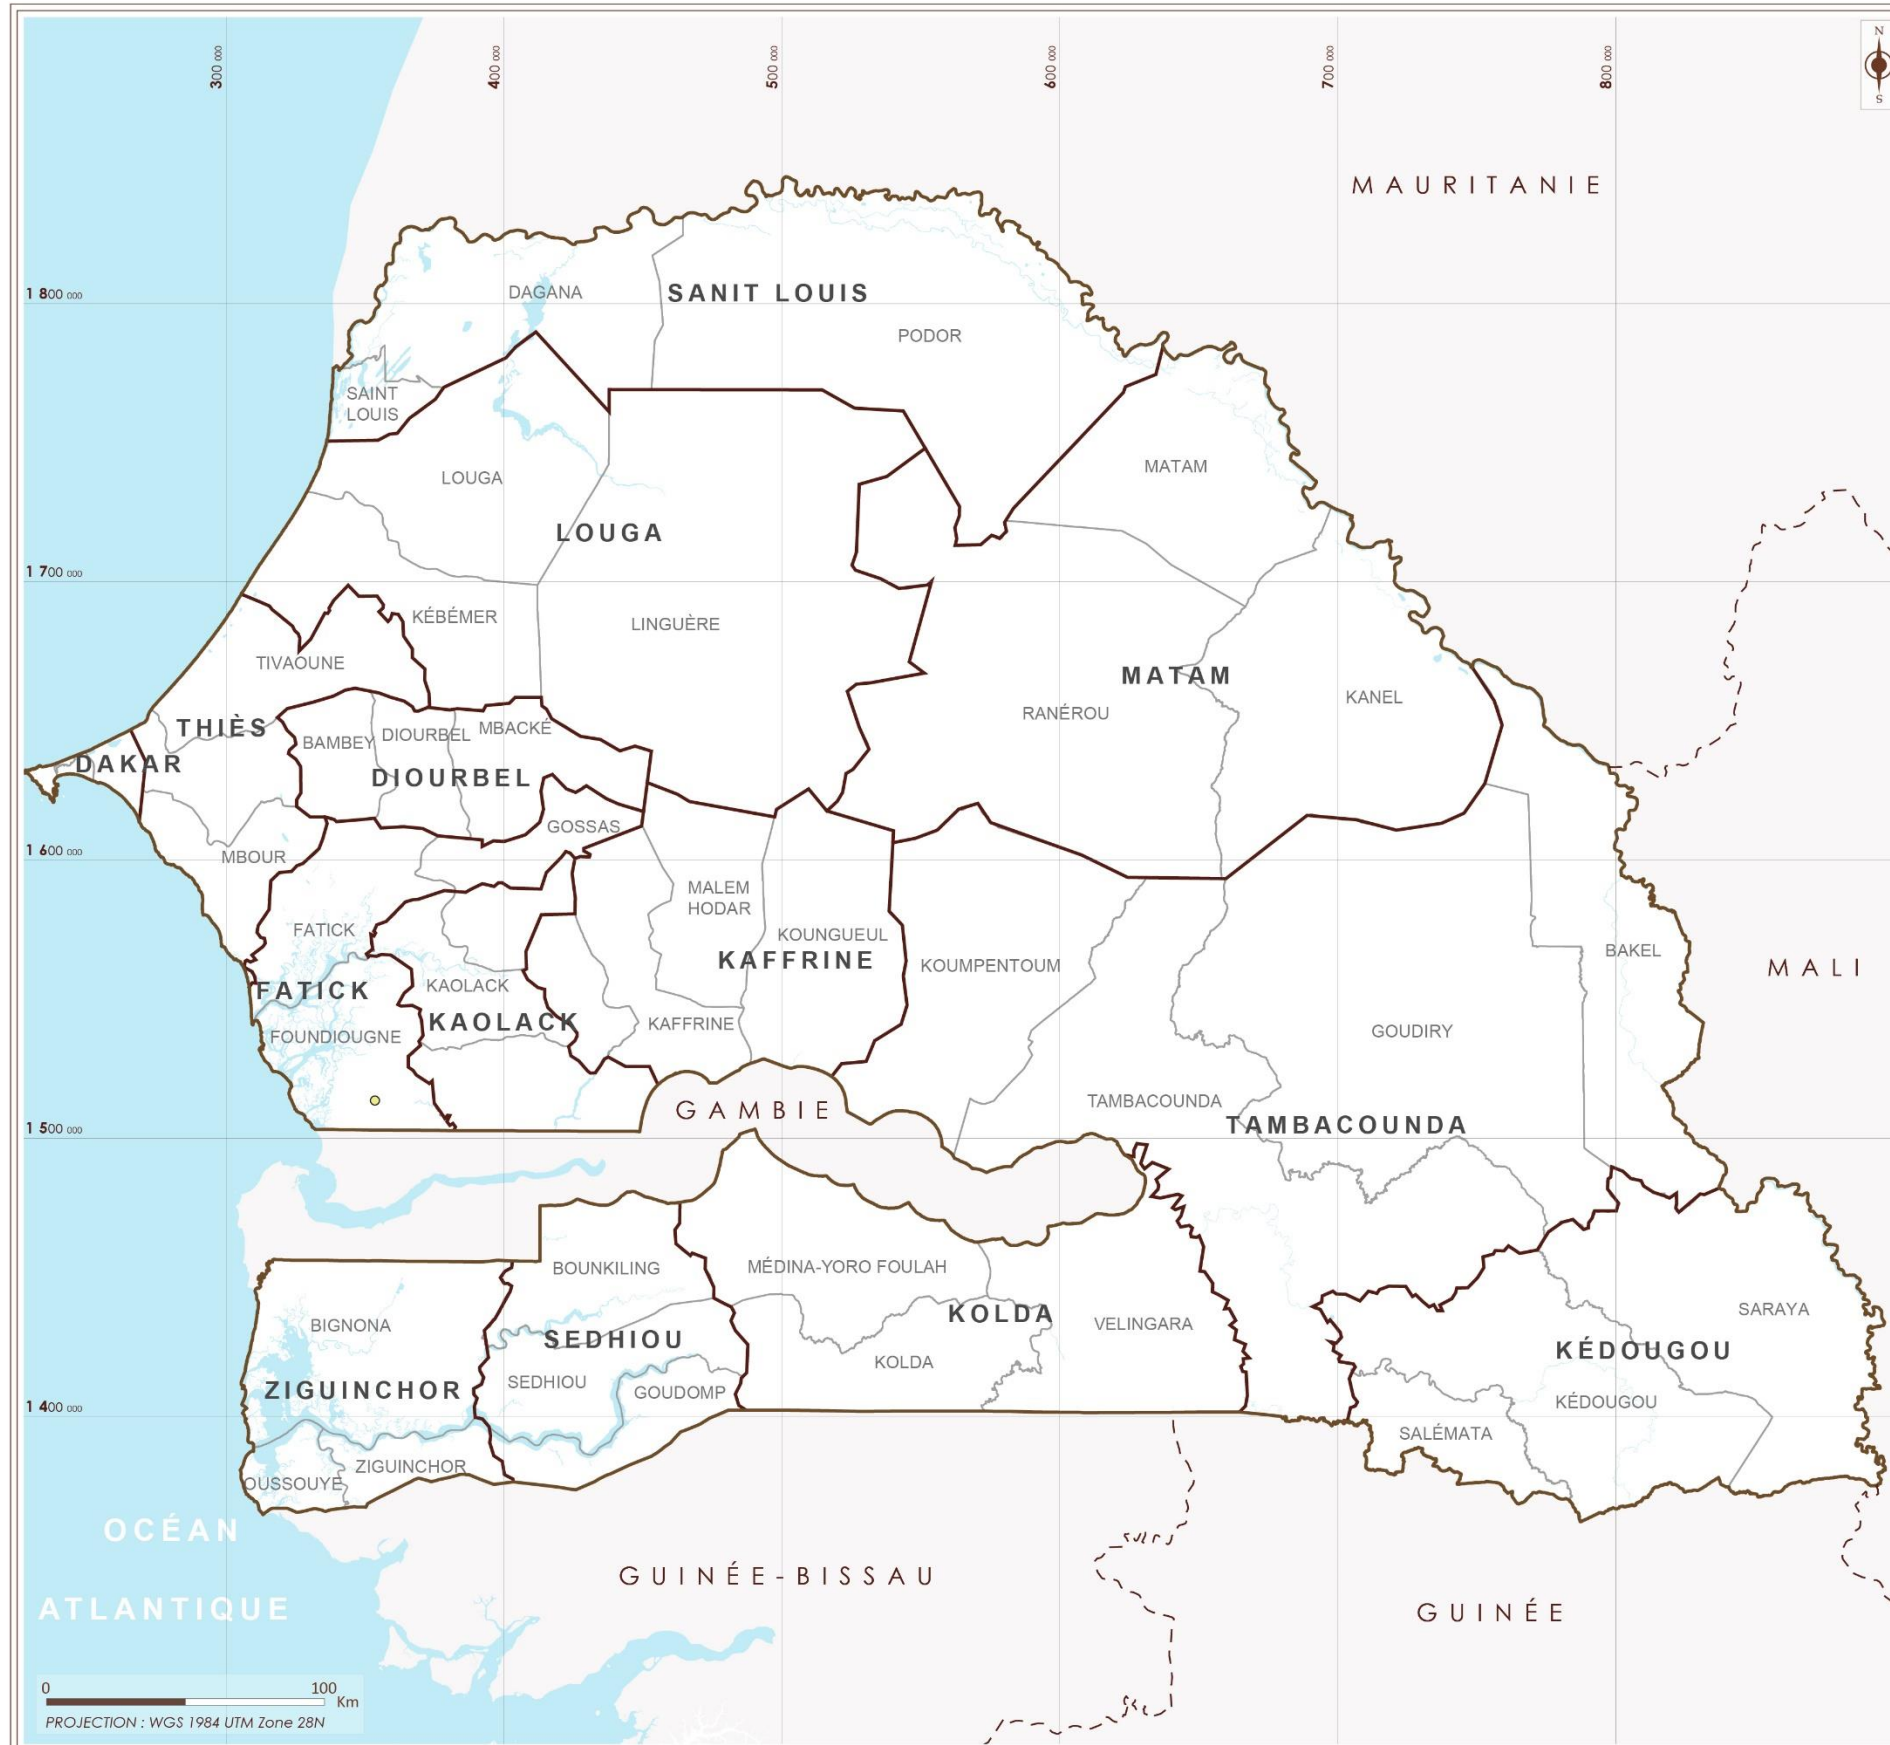 300 000
400 000
500 000
600 000
700 000
800 000
N
S
MAURITANIE
1 800 000
DAGANA
SANIT LOUIS
PODOR
SAINT
LOUIS
LOUGA
MATAM
LOUGA
1 700 000
KÉBÉMER
LINGUÈRE
TIVAOUNE
MATAM
KANEL
RANÉROU
THIÈS
BAMBEY
DIOURBEL
MBACKÉ
DAKAR
DIOURBEL
GOSSAS
1 600 000
MBOUR
MALEM
HODAR
FATICK
KOUNGUEUL
KAFFRINE
KOUMPENTOUM
BAKEL
MALI
FATICK
KAOLACK
KAOLACK
KAFFRINE
FOUNDIOUGNE
GOUDIRY
GAMBIE
TAMBACOUNDA
TAMBACOUNDA
1 500 000
BOUNKILING
MÉDINA-YORO FOULAH
SARAYA
KOLDA
VELINGARA
BIGNONA
SEDHIOU
KÉDOUGOU
KOLDA
SEDHIOU
ZIGUINCHOR
GOUDOMP
KÉDOUGOU
1 400 000
SALÉMATA
ZIGUINCHOR
OUSSOUYE
OCÉAN
ATLANTIQUE
GUINÉE-BISSAU
GUINÉE
0 100
Km
PROJECTION : WGS 1984 UTM Zone 28N